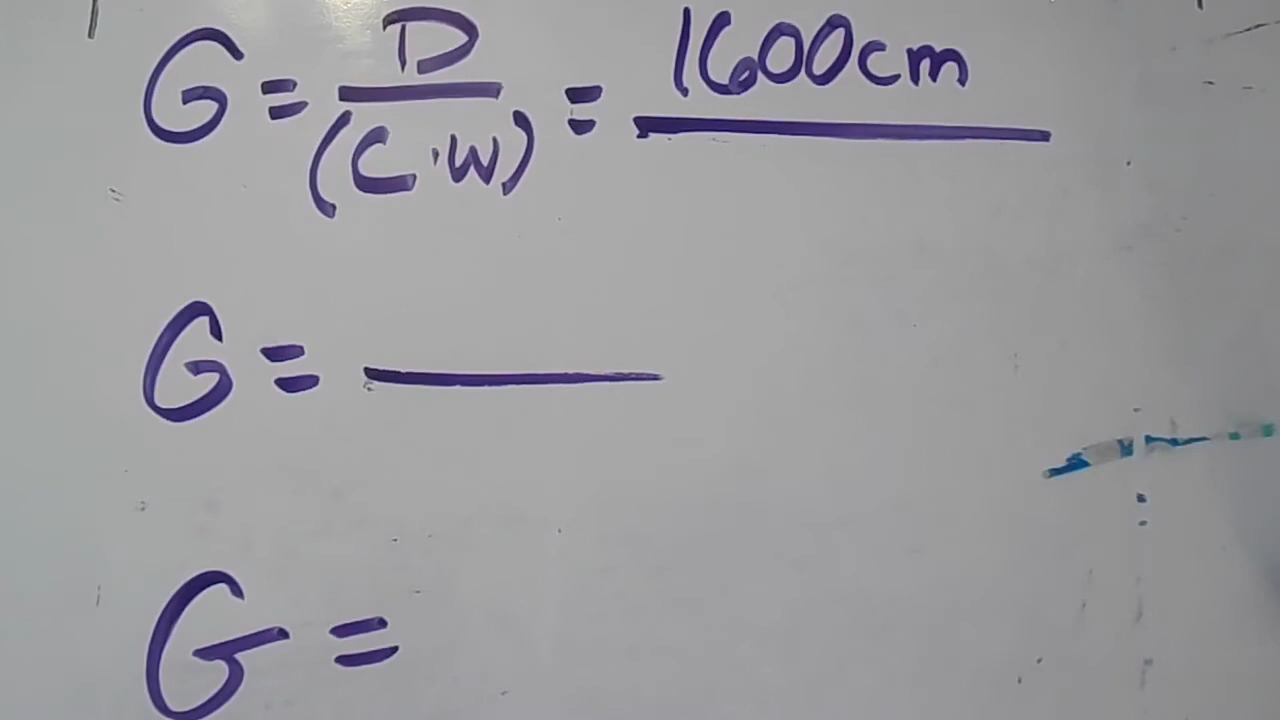 G = D/(C·W) = 1600cm/
G =
G =